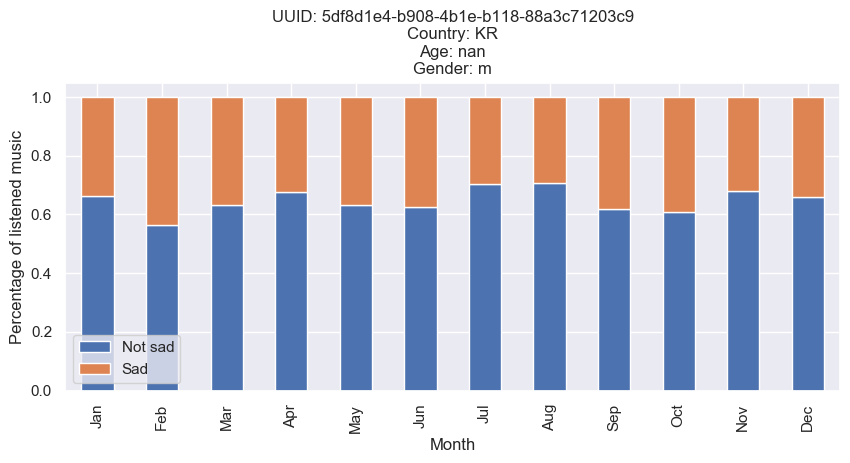 UUID: 5df8d1e4-b908-4b1e-b118-88a3c71203c9
Country: KR
Age: nan
Gender: m
Percentage of listened music
1.0
0.8
0.6
0.4
0.2
0.0
Not sad
Sad
Jan Feb Mar Apr May Jun Jul Aug Sep Oct Nov Dec
Month